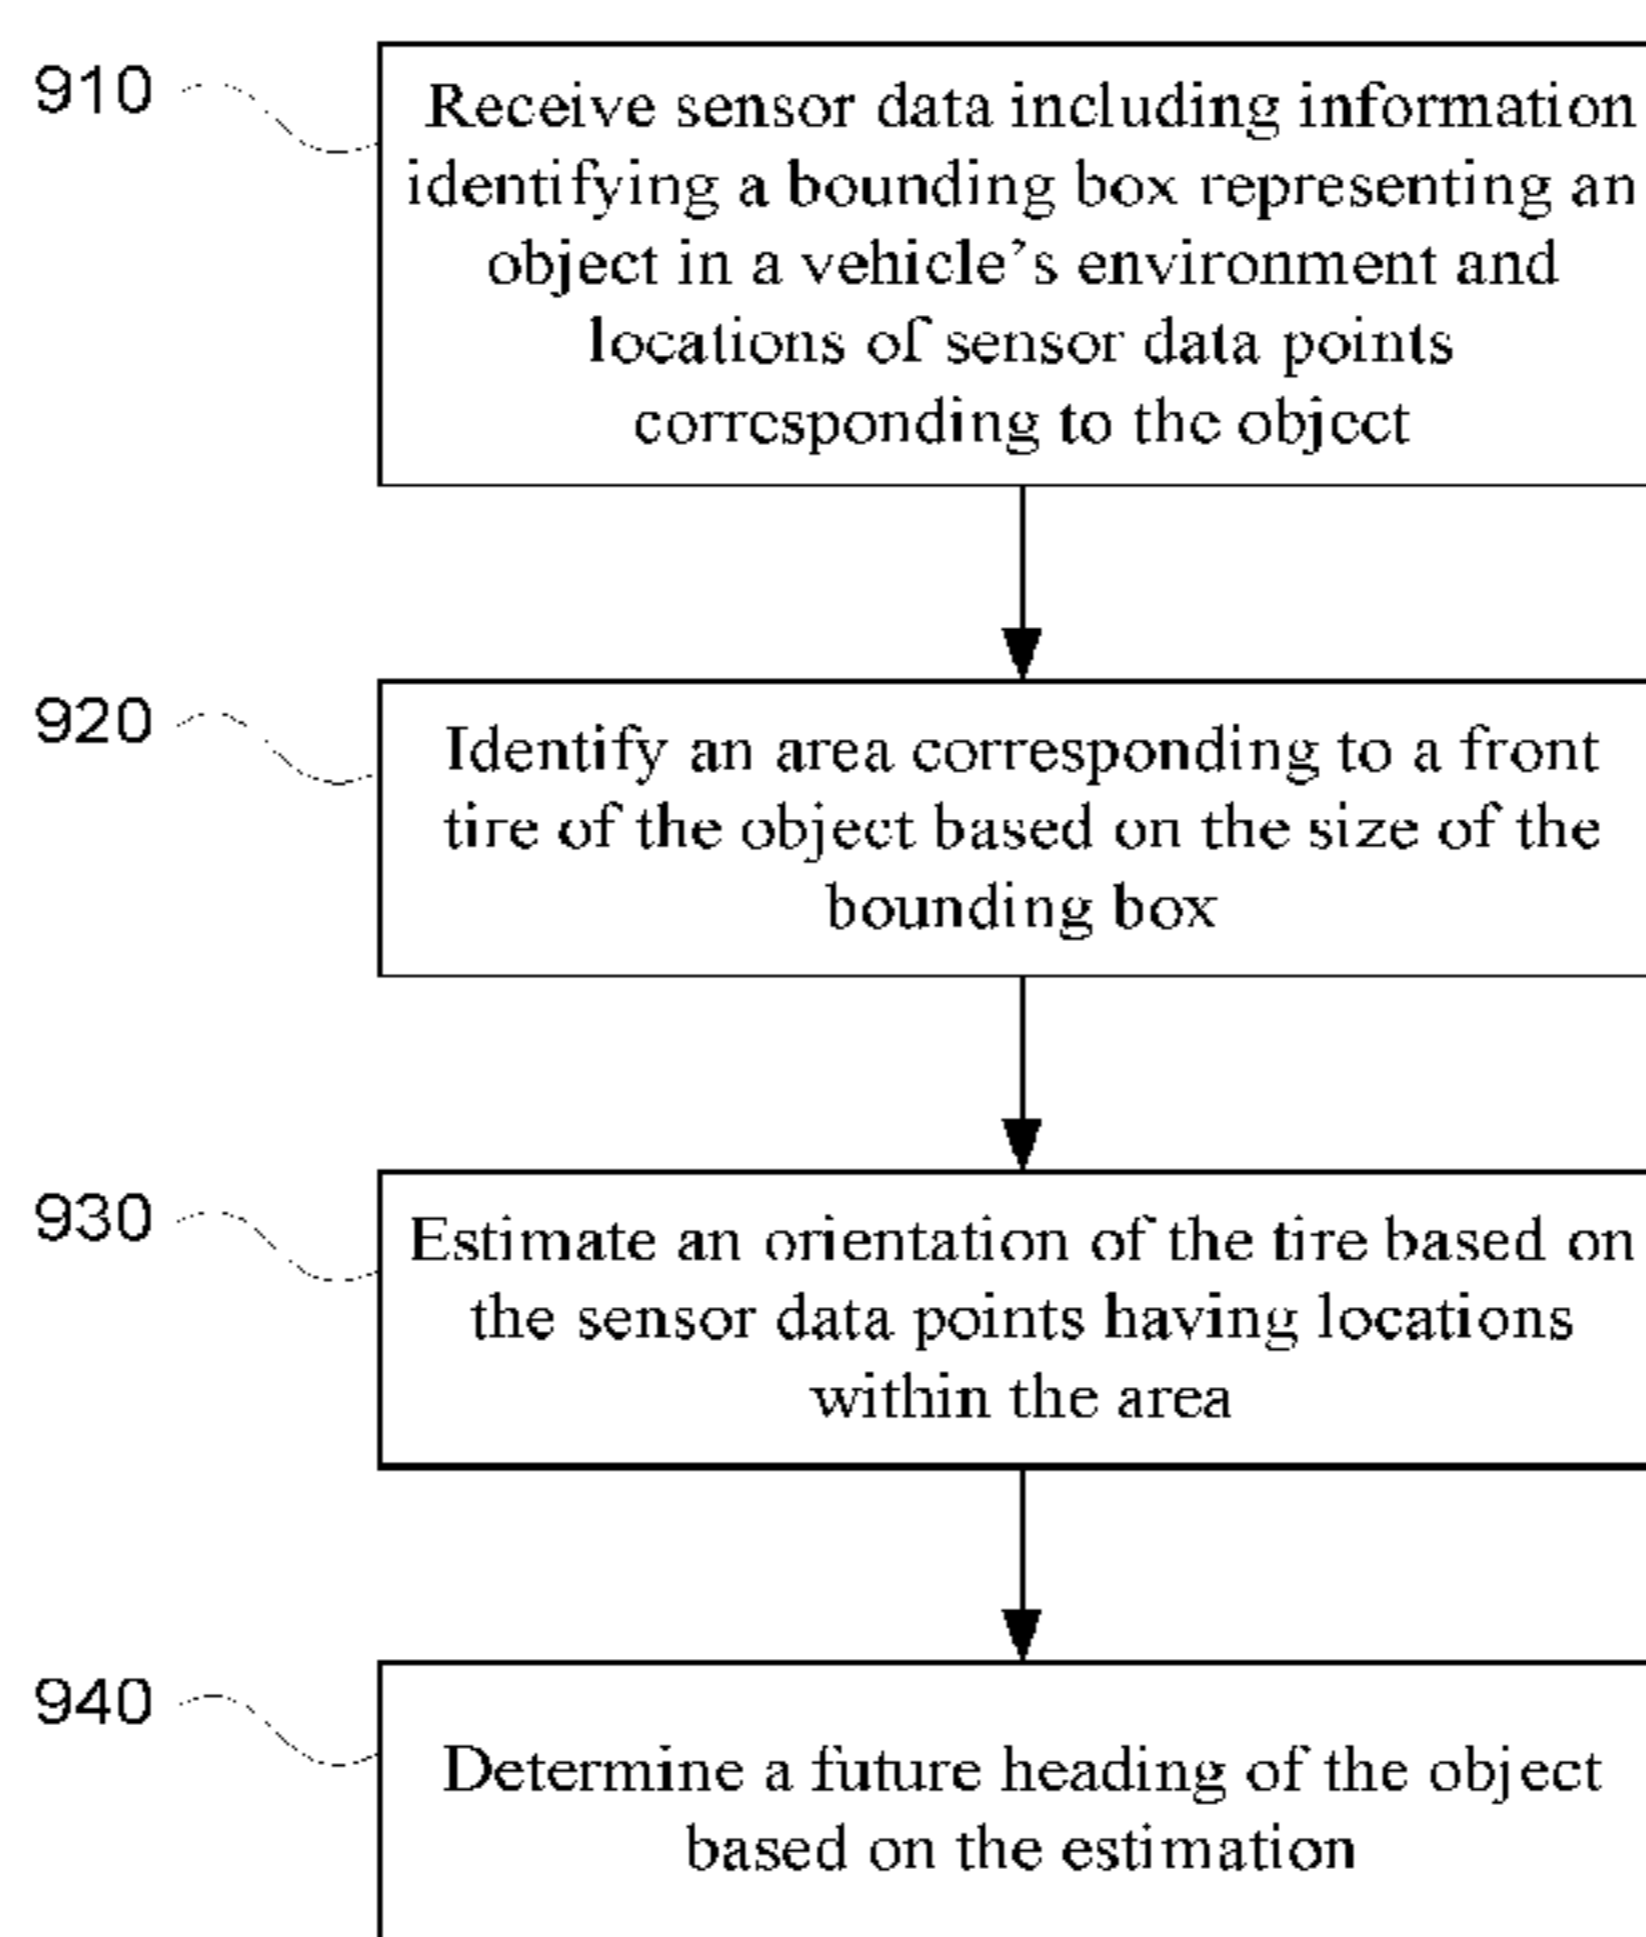 910
Receive sensor data including information
identifying a bounding box representing an
object in a vehicle’s environment and
locations of sensor data points
corresponding to the object
920
Identify an area corresponding to a front
tire of the object based on the size of the
bounding box
930
Estimate an orientation of the tire based on
the sensor data points having locations
within the area
940
Determine a future heading of the object
based on the estimation